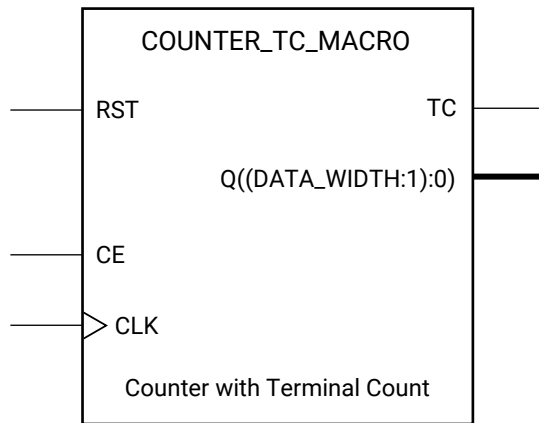 COUNTER_TC_MACRO
RST
TC
Q((DATA_WIDTH:1):0)
CE
CLK
Counter with Terminal Count